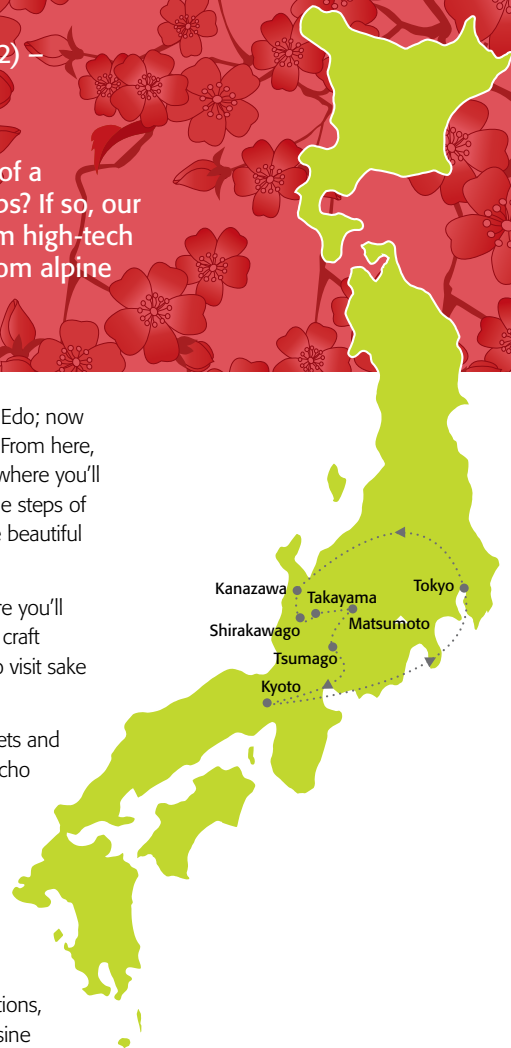 2) –
of a
os? If so, our
m high-tech
om alpine
Edo; now
From here,
where you'll
e steps of
e beautiful
re you'll
craft
o visit sake
ets and
cho
tions,
sine
Kanazawa
Takayama
Tokyo
Shirakawago
Matsumoto
Tsumago
Kyoto